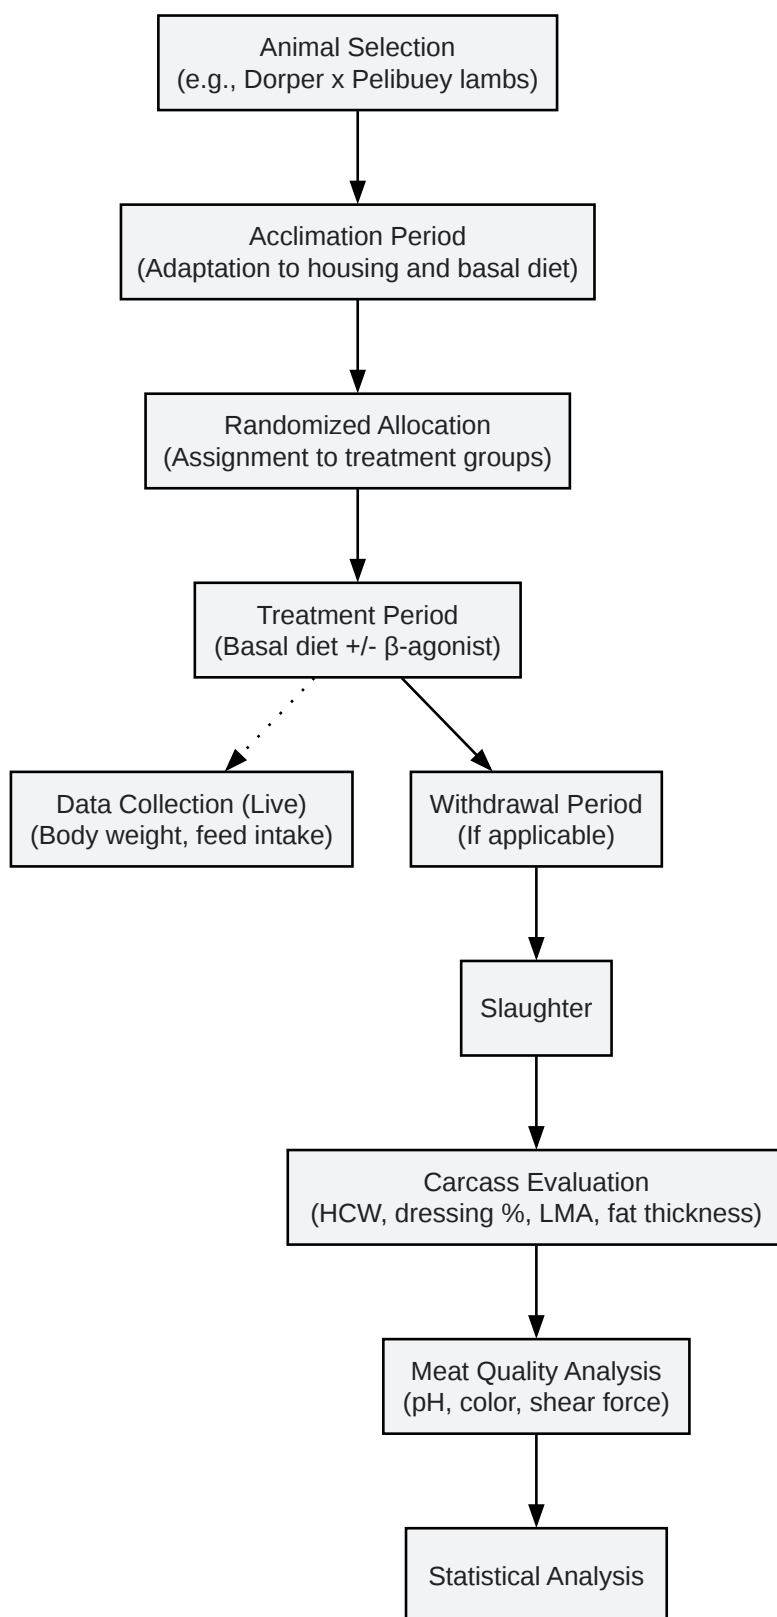 Animal Selection
(e.g., Dorper x Pelibuey lambs)
Acclimation Period
(Adaptation to housing and basal diet)
Randomized Allocation
(Assignment to treatment groups)
Treatment Period
(Basal diet +/- β-agonist)
Data Collection (Live)
(Body weight, feed intake)
Withdrawal Period
(If applicable)
Slaughter
Carcass Evaluation
(HCW, dressing %, LMA, fat thickness)
Meat Quality Analysis
(pH, color, shear force)
Statistical Analysis